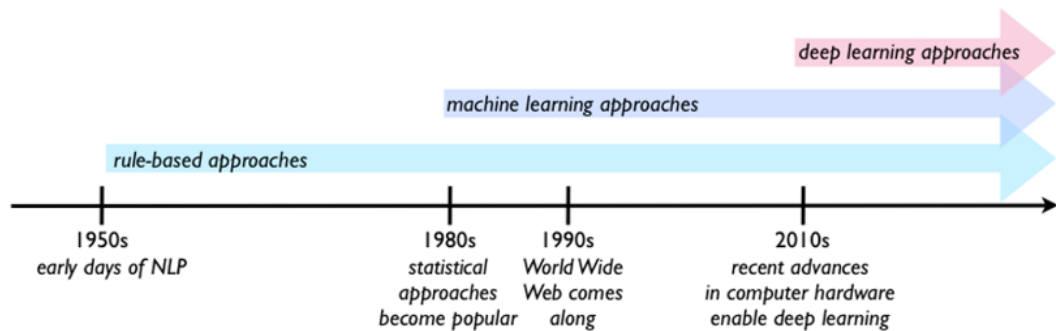 deep learning approaches
machine learning approaches
rule-based approaches
1950s
early days of NLP
1980s
statistical
approaches
become popular
1990s
World Wide
Web comes
along
2010s
recent advances
in computer hardware
enable deep learning